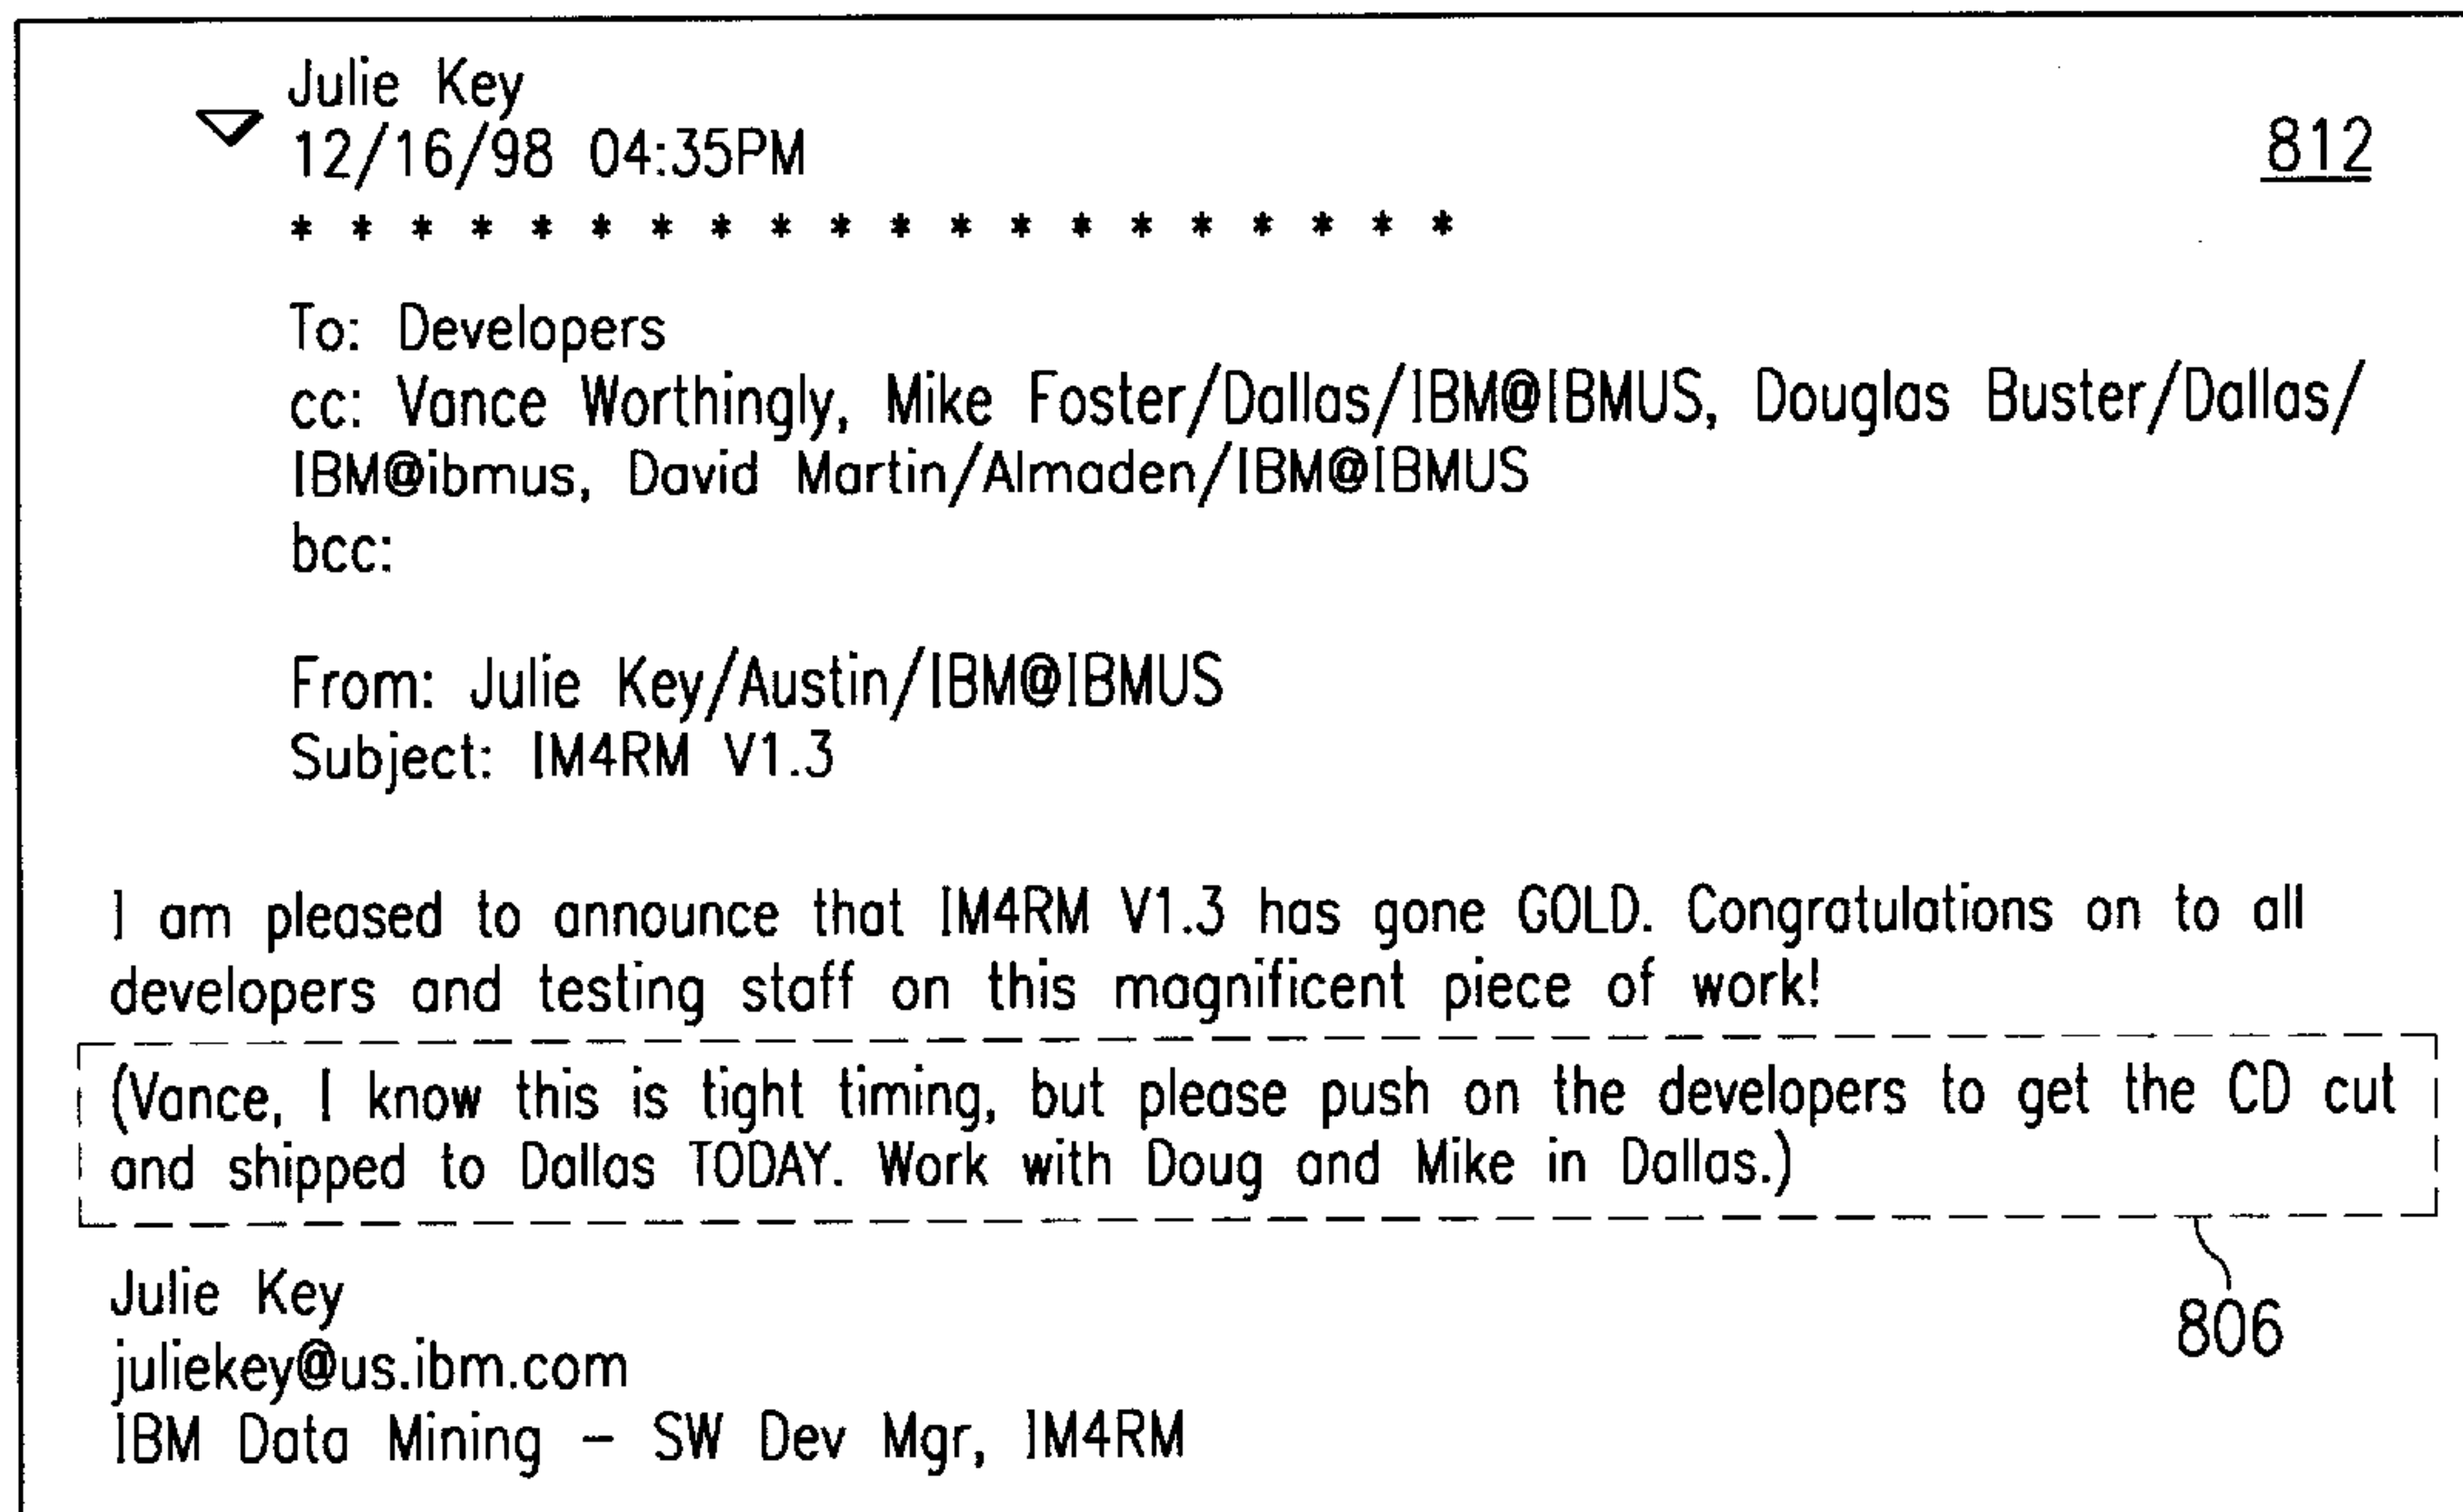 Julie Key
12/16/98 04:35PM
812
* * * * * * * * * * * * * * * * * * * *
To: Developers
cc: Vance Worthingly, Mike Foster/Dallas/IBM@IBMUS, Douglas Buster/Dallas/
IBM@ibmus, David Martin/Almaden/IBM@IBMUS
bcc:
From: Julie Key/Austin/IBM@IBMUS
Subject: IM4RM V1.3
I am pleased to announce that IM4RM V1.3 has gone GOLD. Congratulations on to all
developers and testing staff on this magnificent piece of work!
(Vance, I know this is tight timing, but please push on the developers to get the CD cut
and shipped to Dallas TODAY. Work with Doug and Mike in Dallas.)
806
Julie Key
juliekey@us.ibm.com
IBM Data Mining – SW Dev Mgr, IM4RM